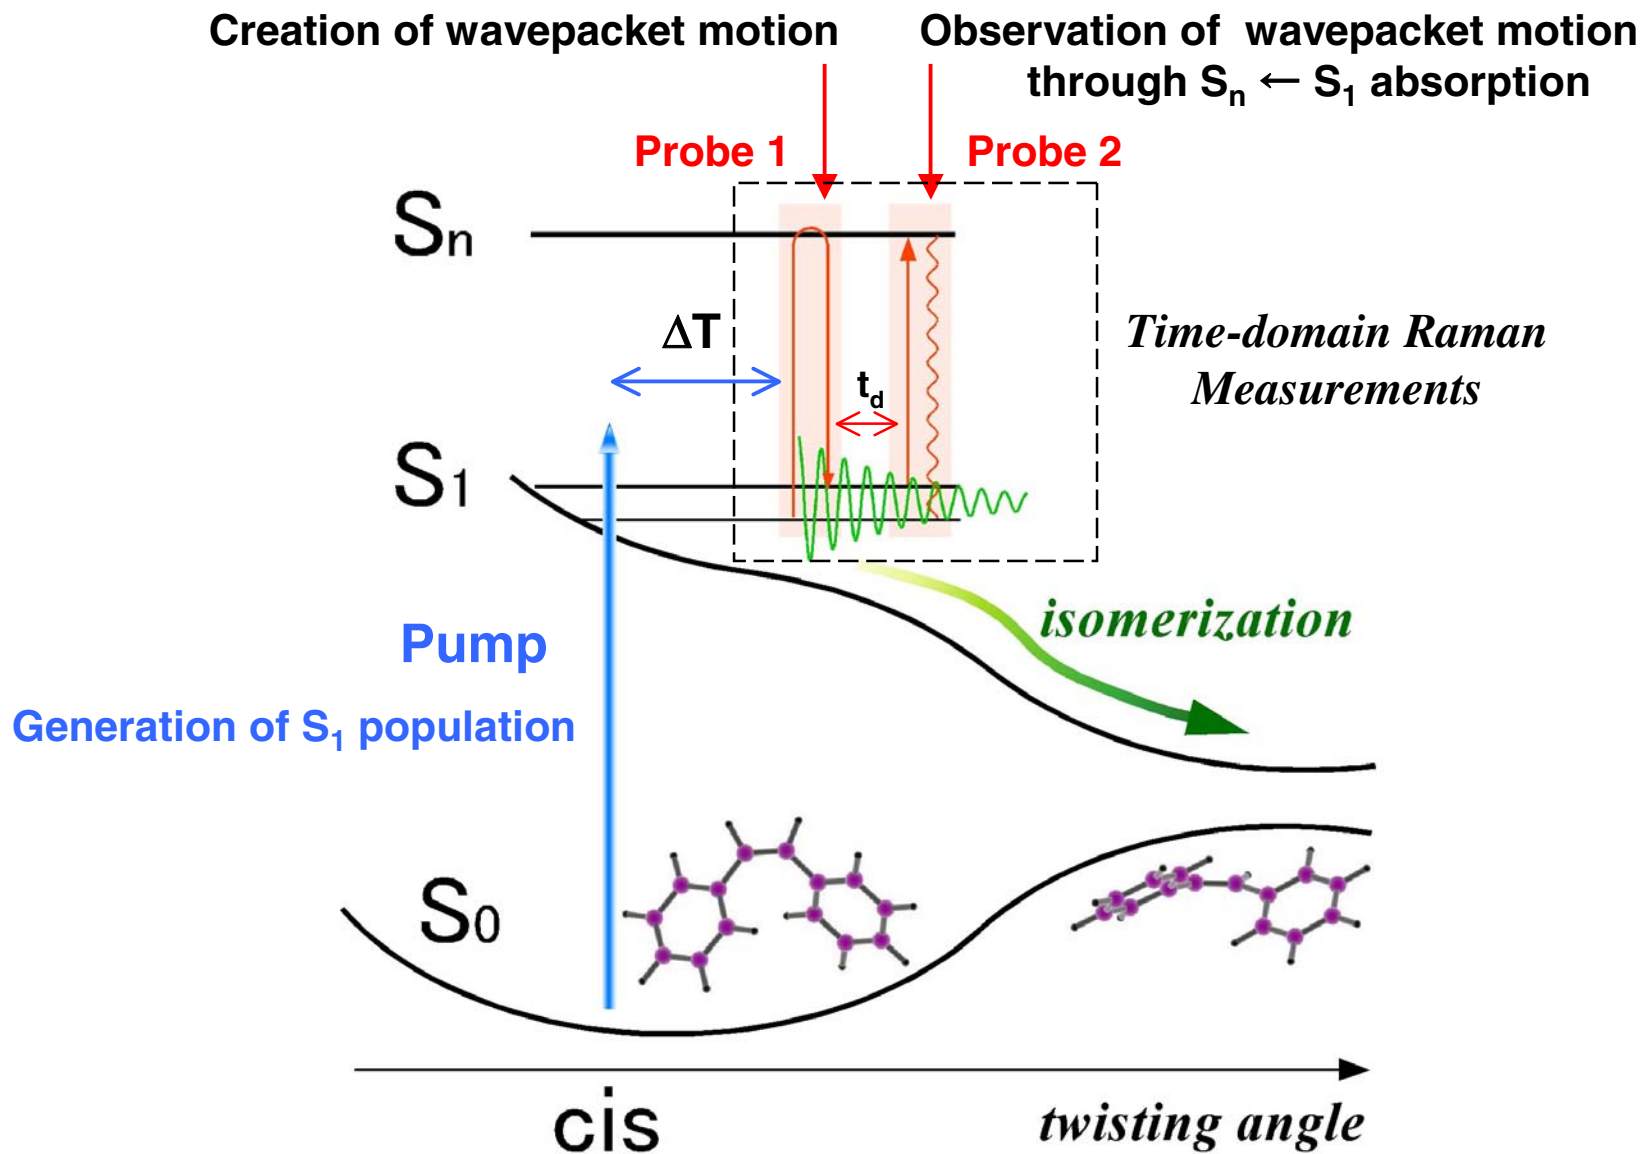 Creation of wavepacket motion
Observation of wavepacket motion
through Sn ← S1 absorption
Probe 1
Probe 2
Sn
ΔT
td
Time-domain Raman
Measurements
S1
isomerization
Pump
Generation of S1 population
S0
cis
twisting angle